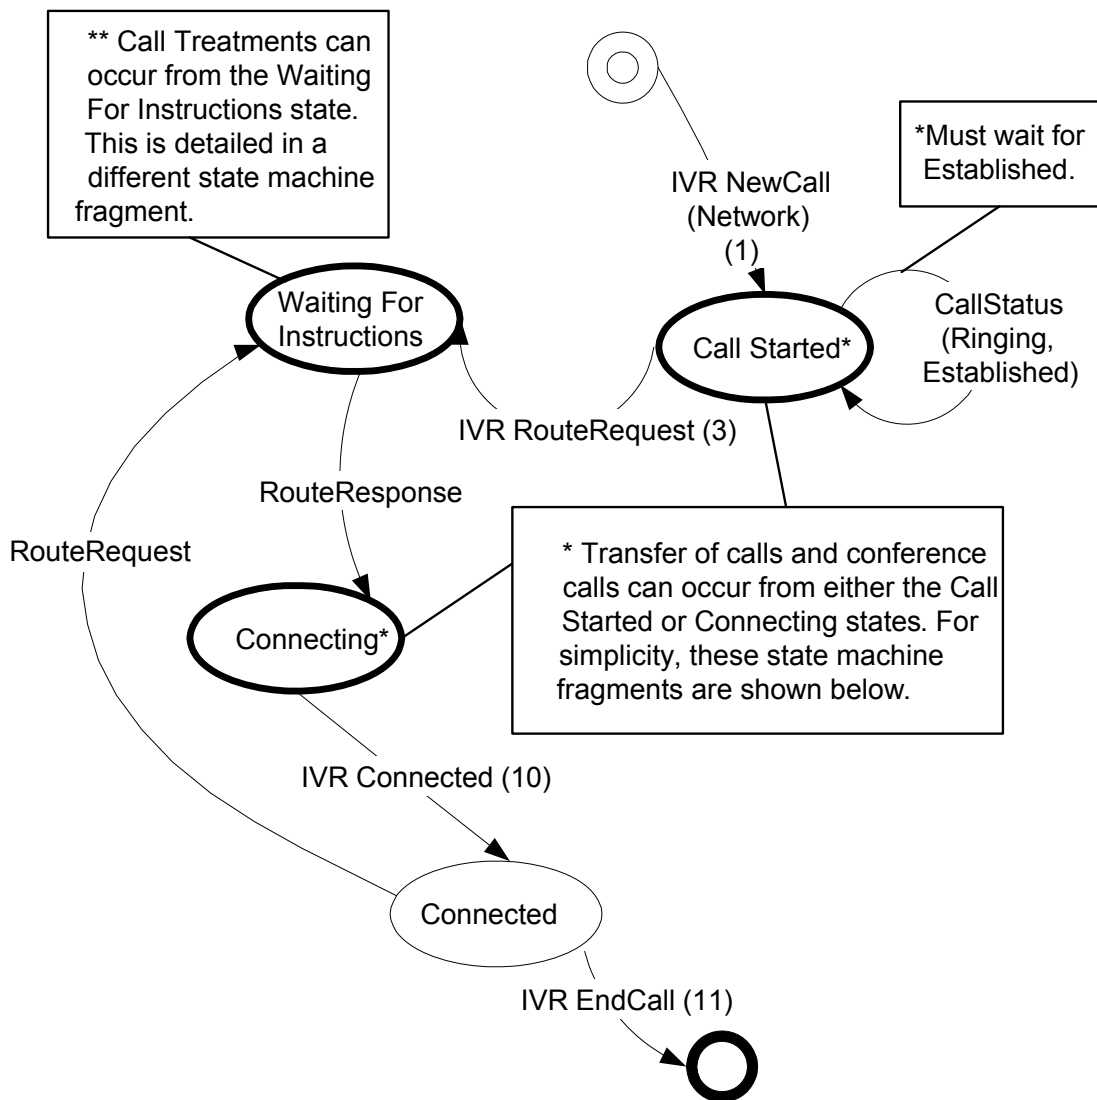 ** Call Treatments can
occur from the Waiting
For Instructions state.
This is detailed in a
different state machine
fragment.
*Must wait for
Established.
IVR NewCall
(Network)
(1)
Waiting For
Instructions
Call Started*
CallStatus
(Ringing,
Established)
IVR RouteRequest (3)
RouteResponse
RouteRequest
* Transfer of calls and conference
calls can occur from either the Call
Started or Connecting states. For
simplicity, these state machine
fragments are shown below.
Connecting*
IVR Connected (10)
Connected
IVR EndCall (11)